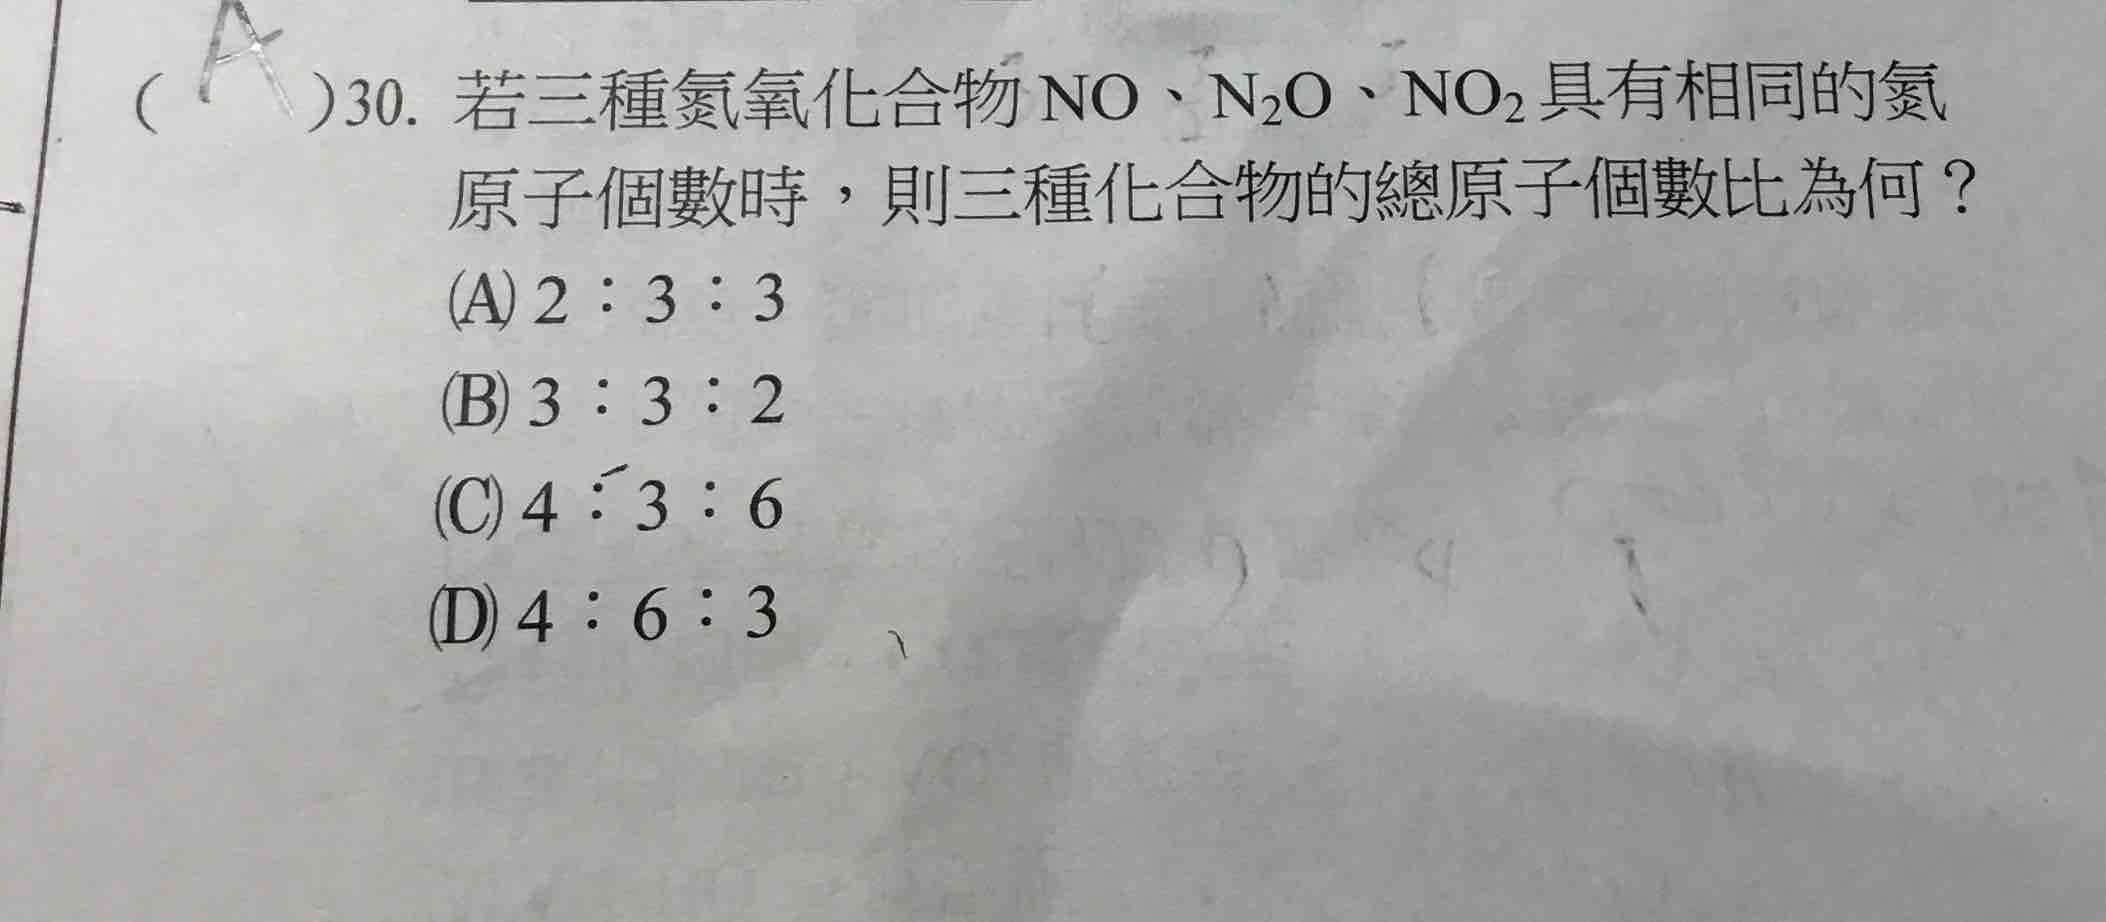 ( A )30. 若三種氮氧化合物 NO、N₂O、NO₂ 具有相同的氮
原子個數時，則三種化合物的總原子個數比為何？
(A) 2：3：3
(B) 3：3：2
(C) 4：3：6
(D) 4：6：3